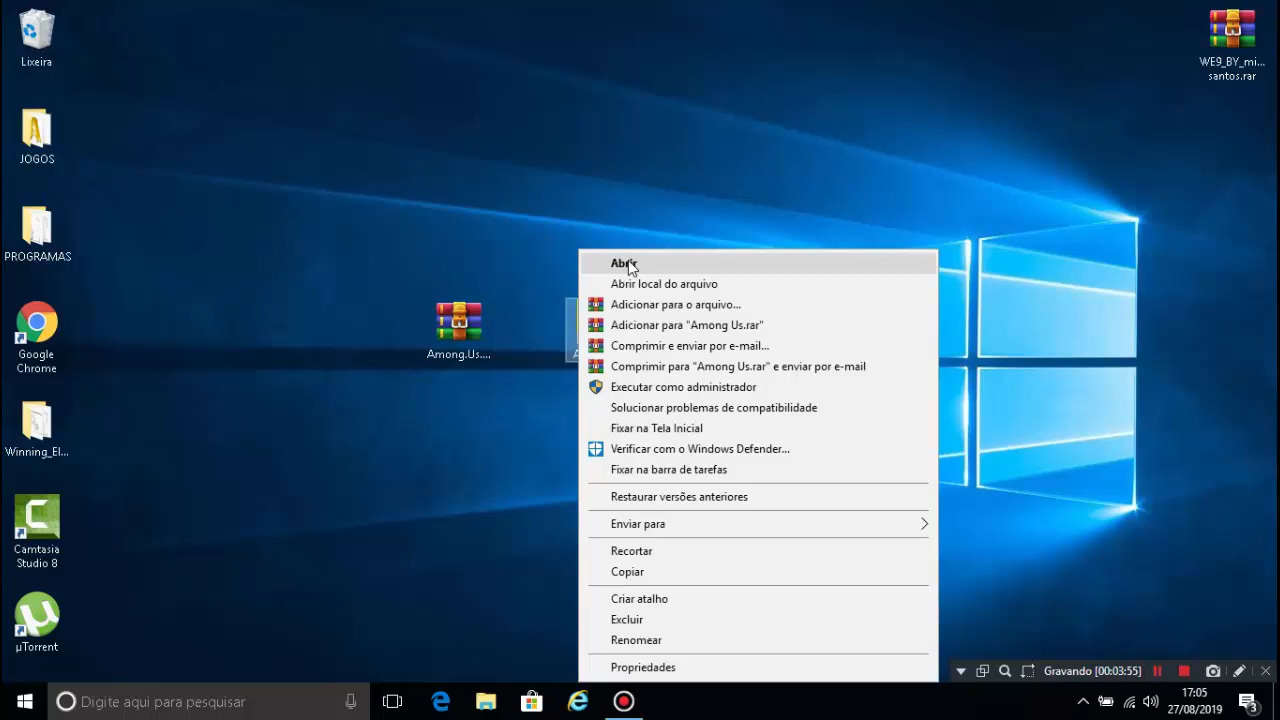 Lixeira
WE9_BY_mi...
santos.rar
JOGOS
PROGRAMAS
Google
Chrome
Winning_El...
Camtasia
Studio 8
µTorrent
Among.Us....
Abrir
Abrir local do arquivo
Adicionar para o arquivo...
Adicionar para "Among Us.rar"
Comprimir e enviar por e-mail...
Comprimir para "Among Us.rar" e enviar por e-mail
Executar como administrador
Solucionar problemas de compatibilidade
Fixar na Tela Inicial
Verificar com o Windows Defender...
Fixar na barra de tarefas
Restaurar versões anteriores
Enviar para
Recortar
Copiar
Criar atalho
Excluir
Renomear
Propriedades
Gravando [00:03:55]
Digite aqui para pesquisar
17:05
27/08/2019
3